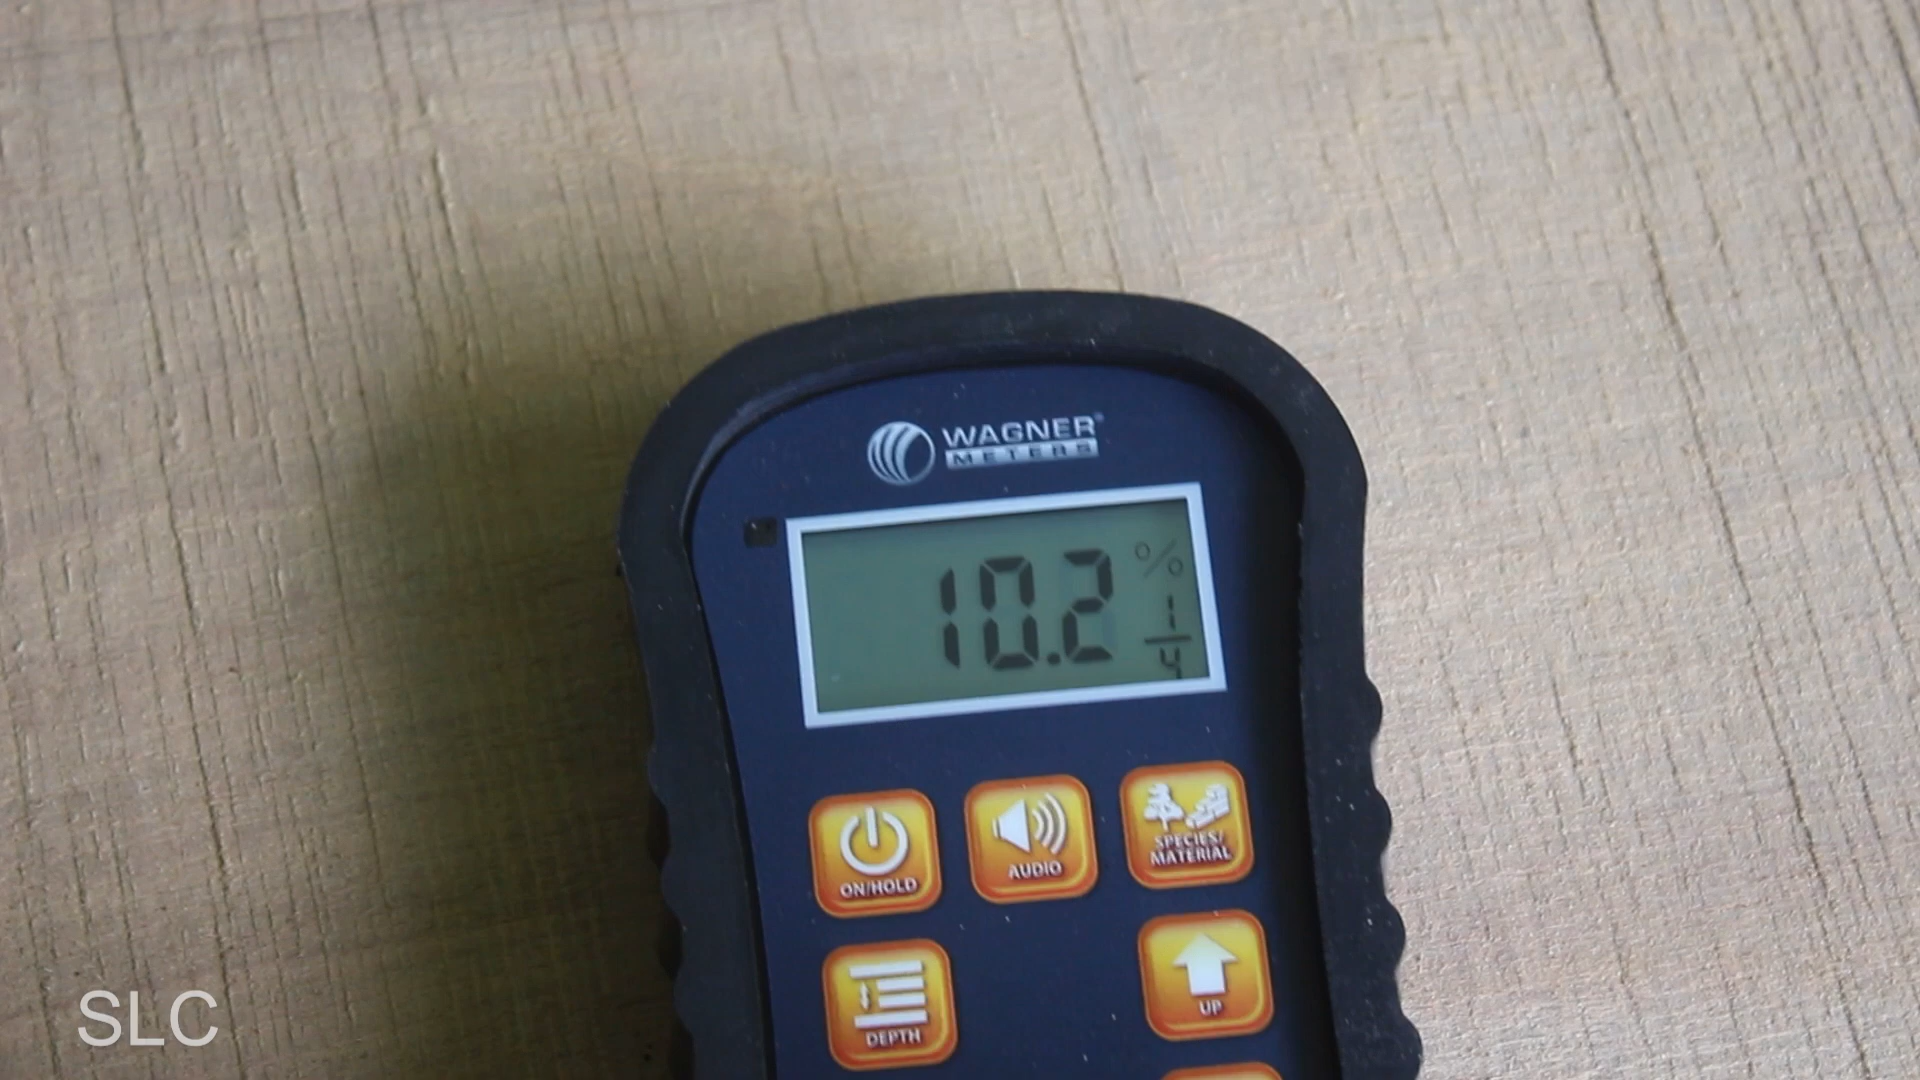 WAGNER®
METERS
10.2 %
1/4
ON/HOLD
AUDIO
SPECIES/
MATERIAL
DEPTH
UP
SLC